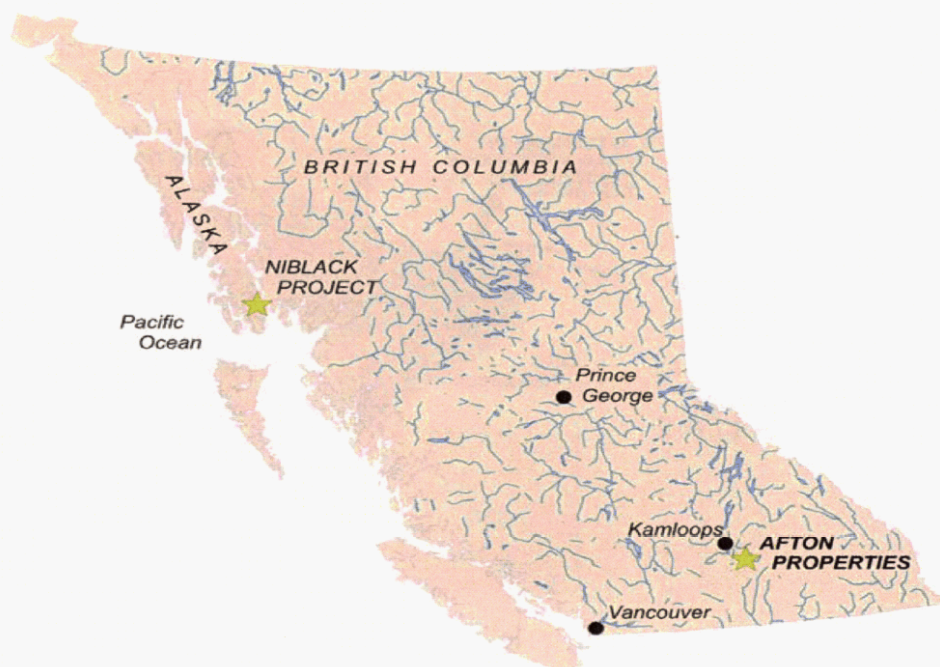 BRITISH COLUMBIA
ALASKA
NIBLACK
PROJECT
Pacific
Ocean
Prince
George
Kamloops
AFTON
PROPERTIES
Vancouver